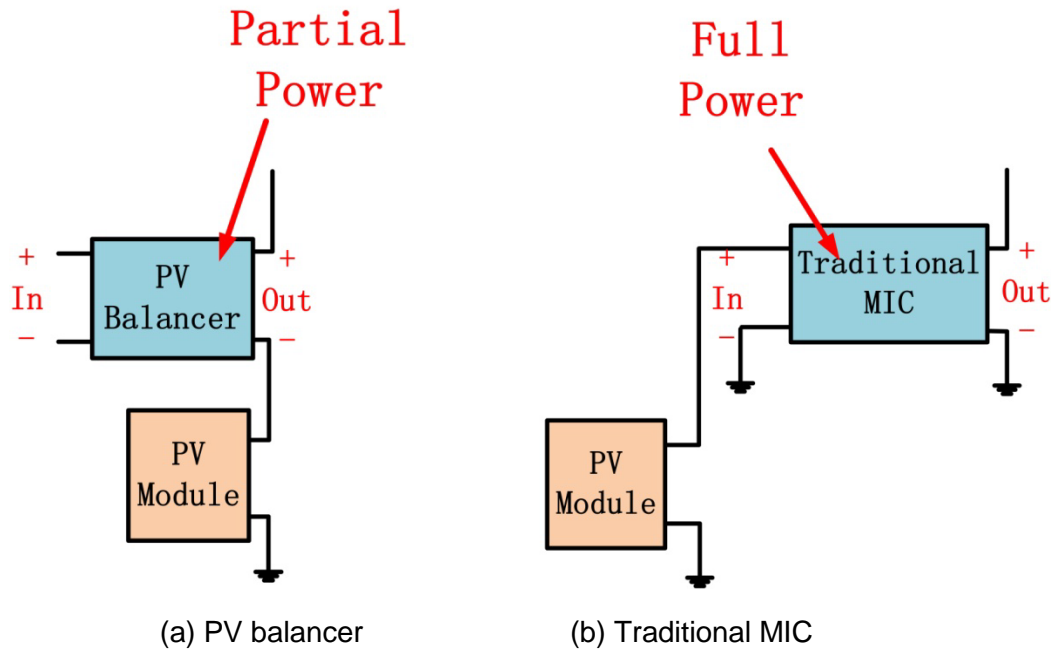 Partial
Power
+
In
−
PV
Balancer
+
Out
−
PV
Module
(a) PV balancer
Full
Power
+
In
−
Traditional
MIC
+
Out
−
PV
Module
(b) Traditional MIC